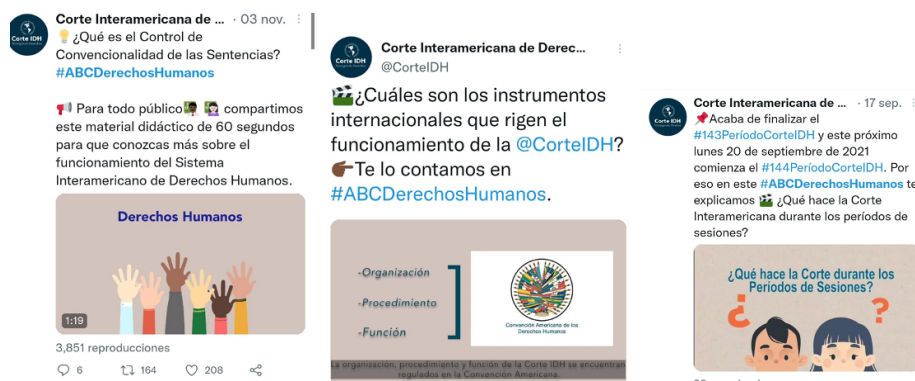 Corte Interamericana de ... · 03 nov.
Corte IDH
💡¿Qué es el Control de
Convencionalidad de las Sentencias?
#ABCDerechosHumanos
📢 Para todo público👨🏿‍🏫 👩🏻‍🏫 compartimos
este material didáctico de 60 segundos
para que conozcas más sobre el
funcionamiento del Sistema
Interamericano de Derechos Humanos.
Derechos Humanos
1:19
3,851 reproducciones
6 164 208
Corte Interamericana de Derec...
Corte IDH
@CorteIDH
🎬¿Cuáles son los instrumentos
internacionales que rigen el
funcionamiento de la @CorteIDH?
👉🏾Te lo contamos en
#ABCDerechosHumanos.
-Organización
-Procedimiento
-Función
Convención Americana de los
Derechos Humanos
La organización, procedimiento y función de la Corte IDH se encuentran
regulados en la Convención Americana.
Corte Interamericana de ... · 17 sep.
Corte IDH
📌Acaba de finalizar el
#143PeríodoCorteIDH y este próximo
lunes 20 de septiembre de 2021
comienza el #144PeríodoCorteIDH. Por
eso en este #ABCDerechosHumanos te
explicamos 🎬 ¿Qué hace la Corte
Interamericana durante los períodos de
sesiones?
¿Qué hace la Corte durante los
Períodos de Sesiones?
¿ ?